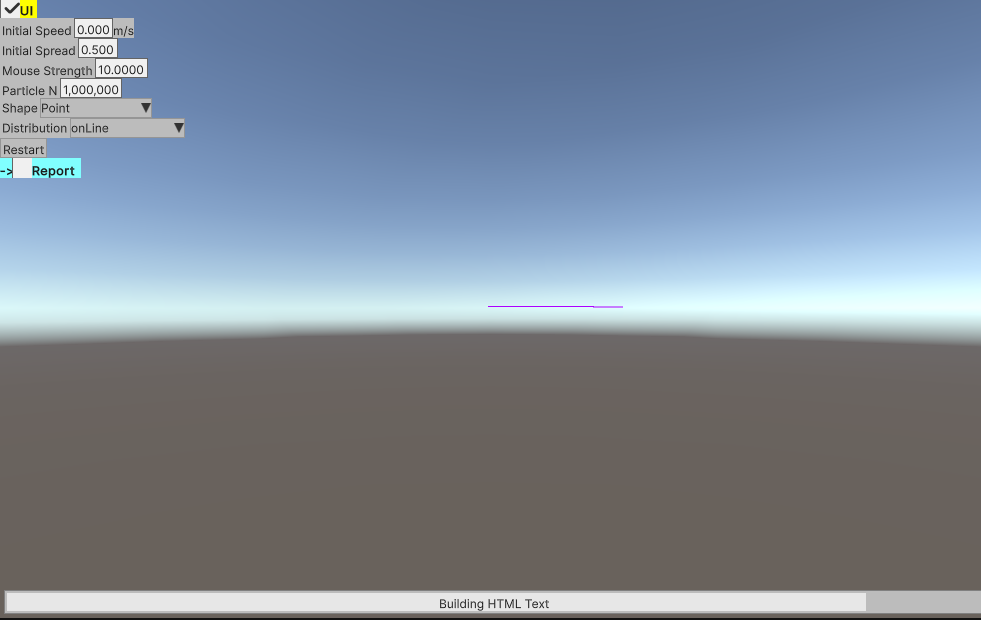 UI
Initial Speed 0.000 m/s
Initial Spread 0.500
Mouse Strength 10.0000
Particle N 1,000,000
Shape Point
Distribution onLine
Restart
-> Report
Building HTML Text